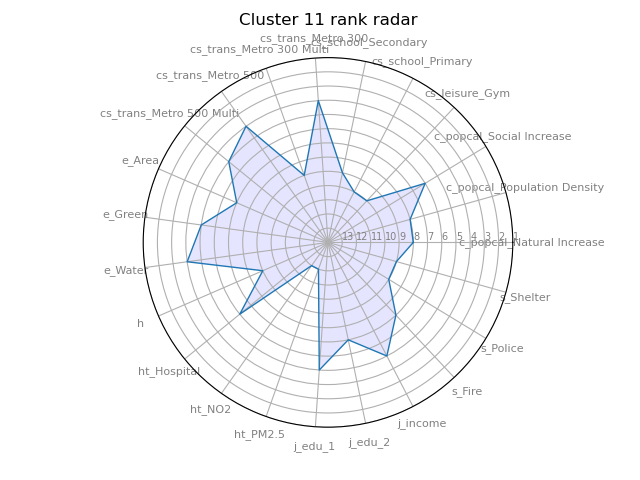 Cluster 11 rank radar
cs_trans_Metro 300
cs_school_Secondary
cs_trans_Metro 300 Multi
cs_school_Primary
cs_trans_Metro 500
cs_leisure_Gym
cs_trans_Metro 500 Multi
c_popcal_Social Increase
e_Area
c_popcal_Population Density
e_Green
13 12 11 10 9 8 7 6 5 4 3 2 1
c_popcal_Natural Increase
e_Water
s_Shelter
h
s_Police
ht_Hospital
s_Fire
ht_NO2
j_income
ht_PM2.5
j_edu_2
j_edu_1